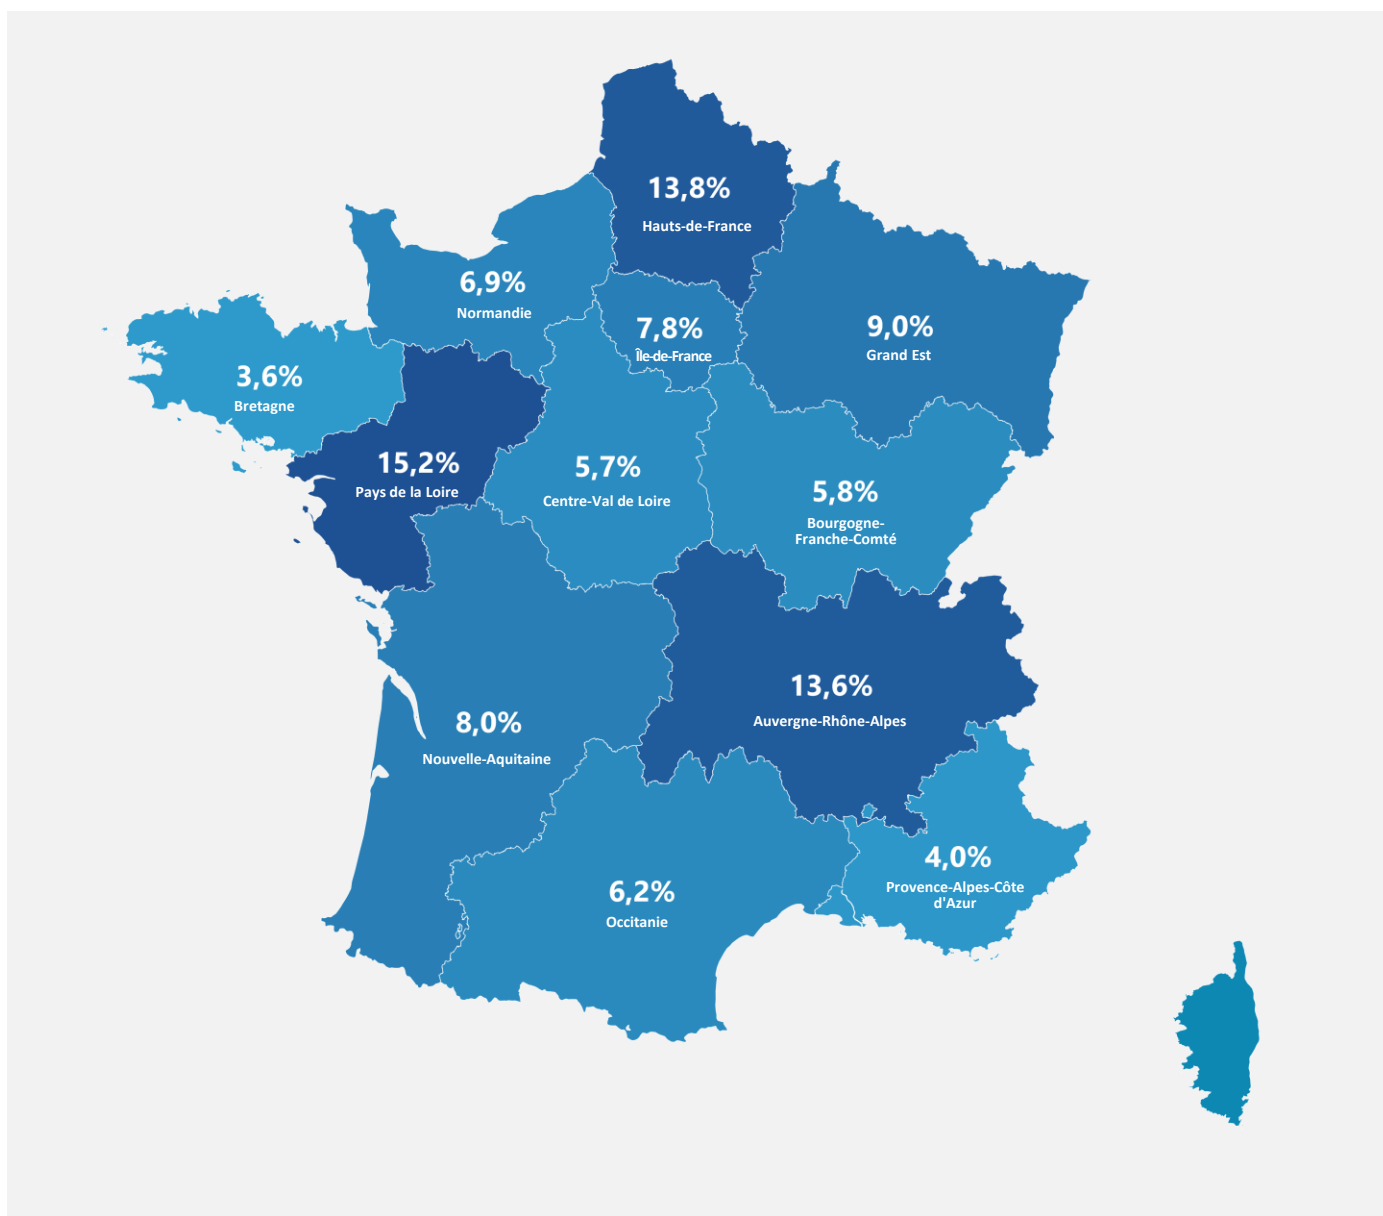 13,8%
Hauts-de-France
6,9%
Normandie
7,8%
Île-de-France
9,0%
Grand Est
3,6%
Bretagne
15,2%
Pays de la Loire
5,7%
Centre-Val de Loire
5,8%
Bourgogne-
Franche-Comté
13,6%
Auvergne-Rhône-Alpes
8,0%
Nouvelle-Aquitaine
4,0%
Provence-Alpes-Côte
d'Azur
6,2%
Occitanie